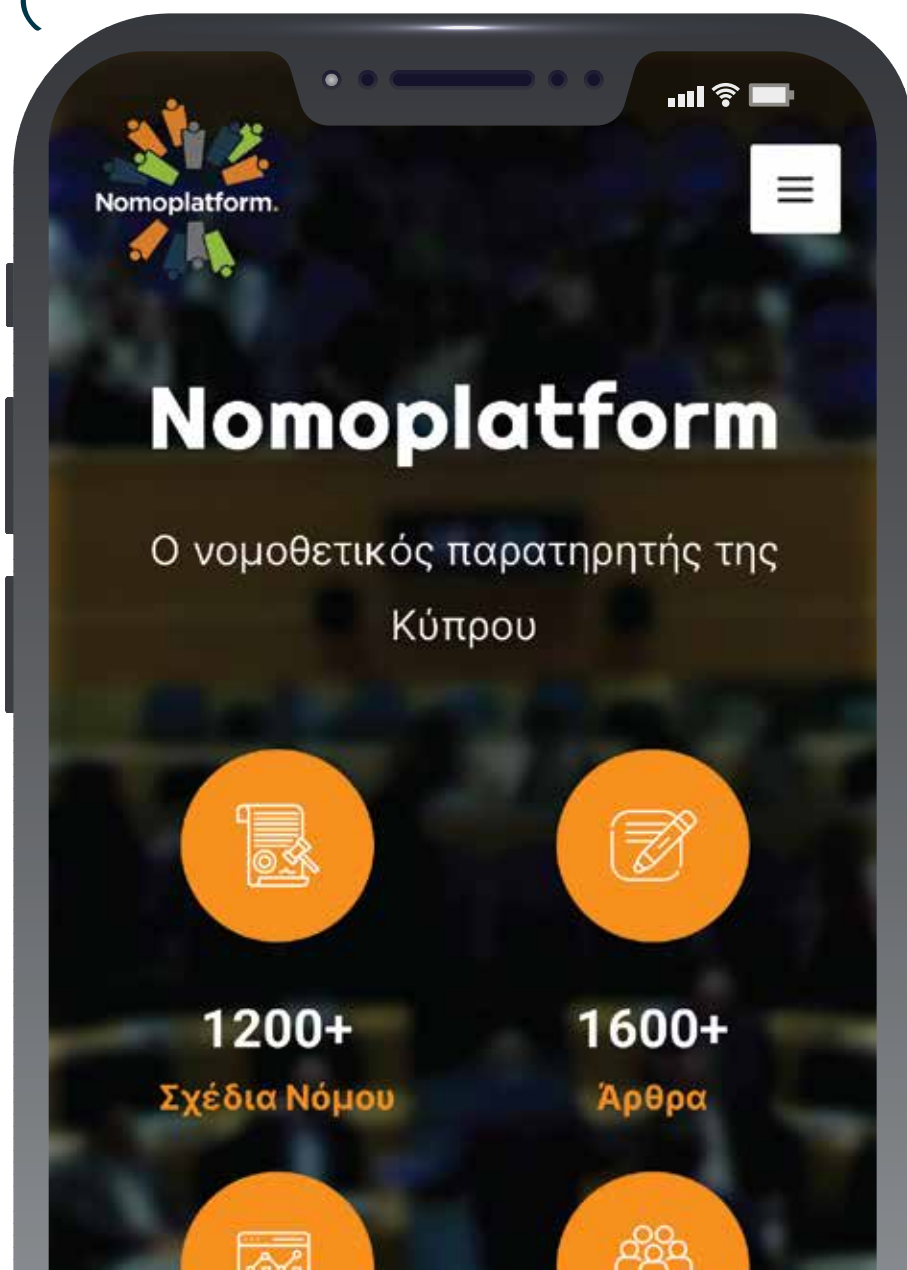 Nomoplatform.
Nomoplatform
Ο νομοθετικός παρατηρητής της
Κύπρου
1200+
1600+
Σχέδια Νόμου
Άρθρα